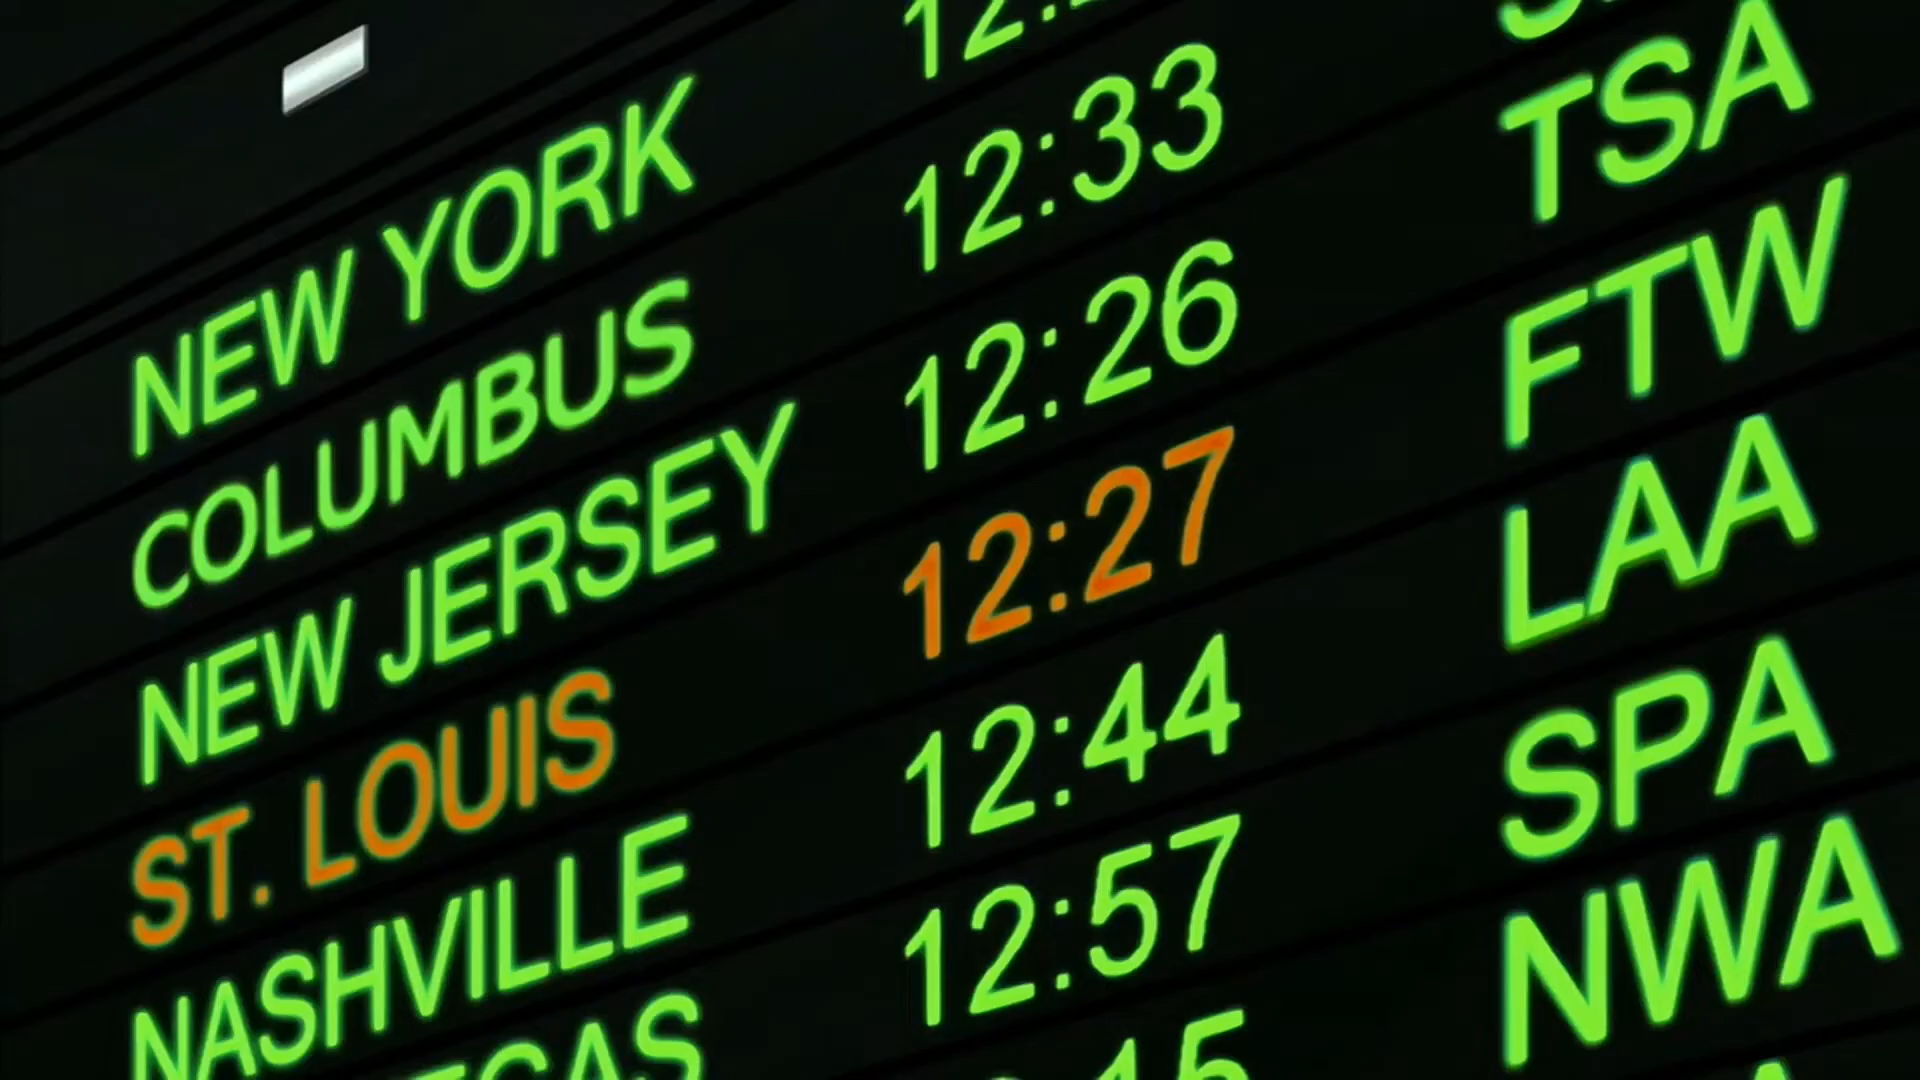 NEW YORK
COLUMBUS 12:33
NEW JERSEY 12:26 TSA
ST. LOUIS 12:27 FTW
NASHVILLE 12:44 LAA
12:57 SPA
NWA